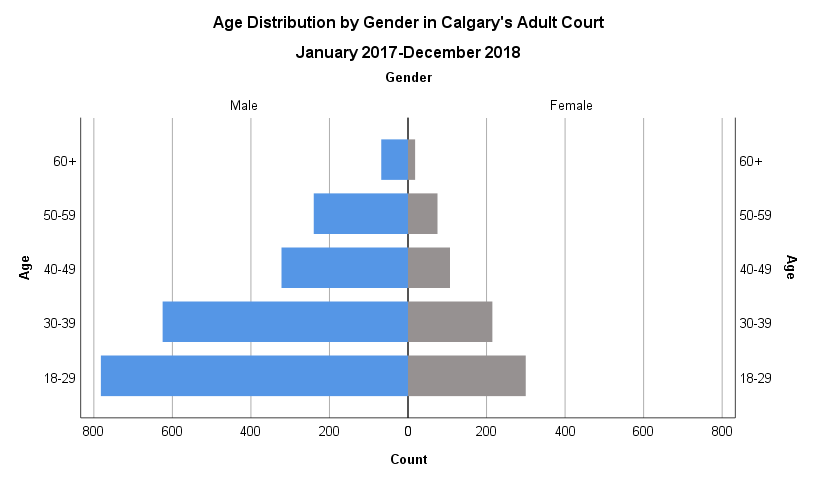 Age Distribution by Gender in Calgary's Adult Court
January 2017-December 2018
Gender
Male Female
60+ 60+
50-59 50-59
Age Age
40-49 40-49
30-39 30-39
18-29 18-29
800 600 400 200 0 200 400 600 800
Count